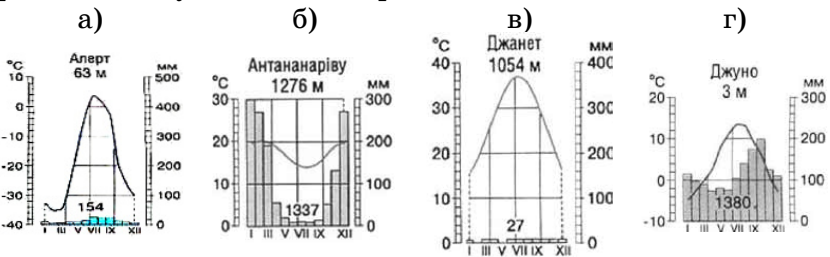 а)
°C
мм
Алерт
63 м
10
0
-10
-20
-30
-40
500
400
300
200
100
0
154
I III V VII IX XII
б)
°C
мм
Антананаріву
1276 м
30
20
10
0
300
200
100
0
1337
I III V VII IX XII
в)
°C
мм
Джанет
1054 м
40
30
20
10
0
400
300
200
100
0
27
I III V VII IX XII
г)
°C
мм
Джуно
3 м
20
10
0
-10
300
200
100
0
1380
I III V VII IX XII